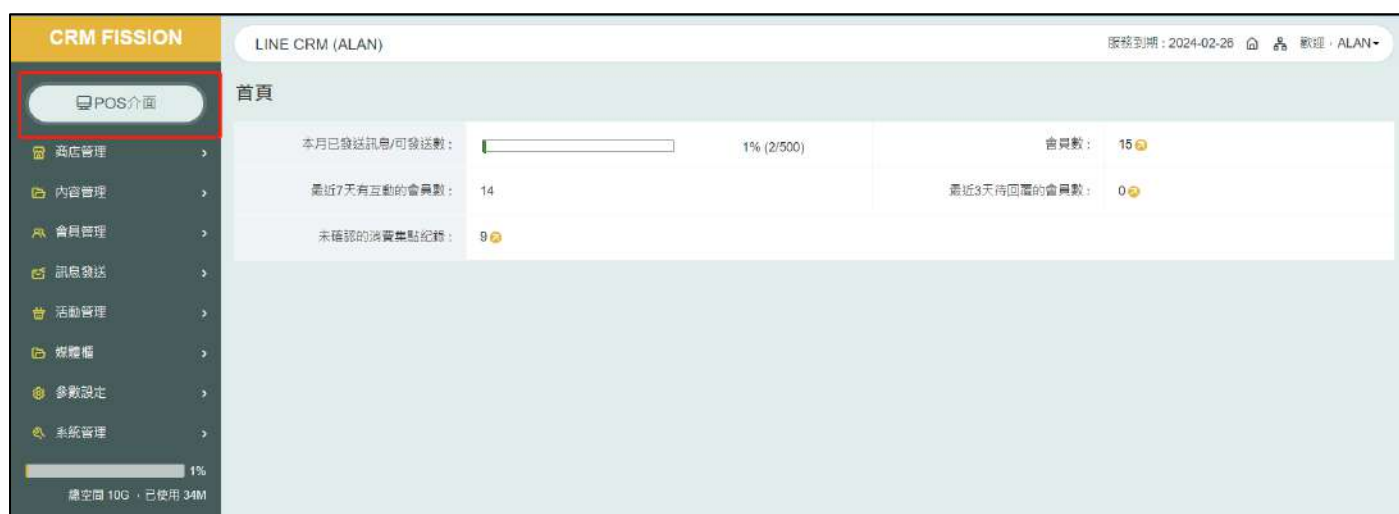 CRM FISSION
LINE CRM (ALAN)
服務到期：2024-02-26
歡迎，ALAN
POS介面
首頁
本月已發送訊息/可發送數：
1% (2/500)
會員數：
15
最近7天有互動的會員數：
14
最近3天待回覆的會員數：
0
未確認的消費集點紀錄：
9
商店管理
內容管理
會員管理
訊息發送
活動管理
媒體櫃
參數設定
系統管理
1%
總空間 10G ，已使用 34M